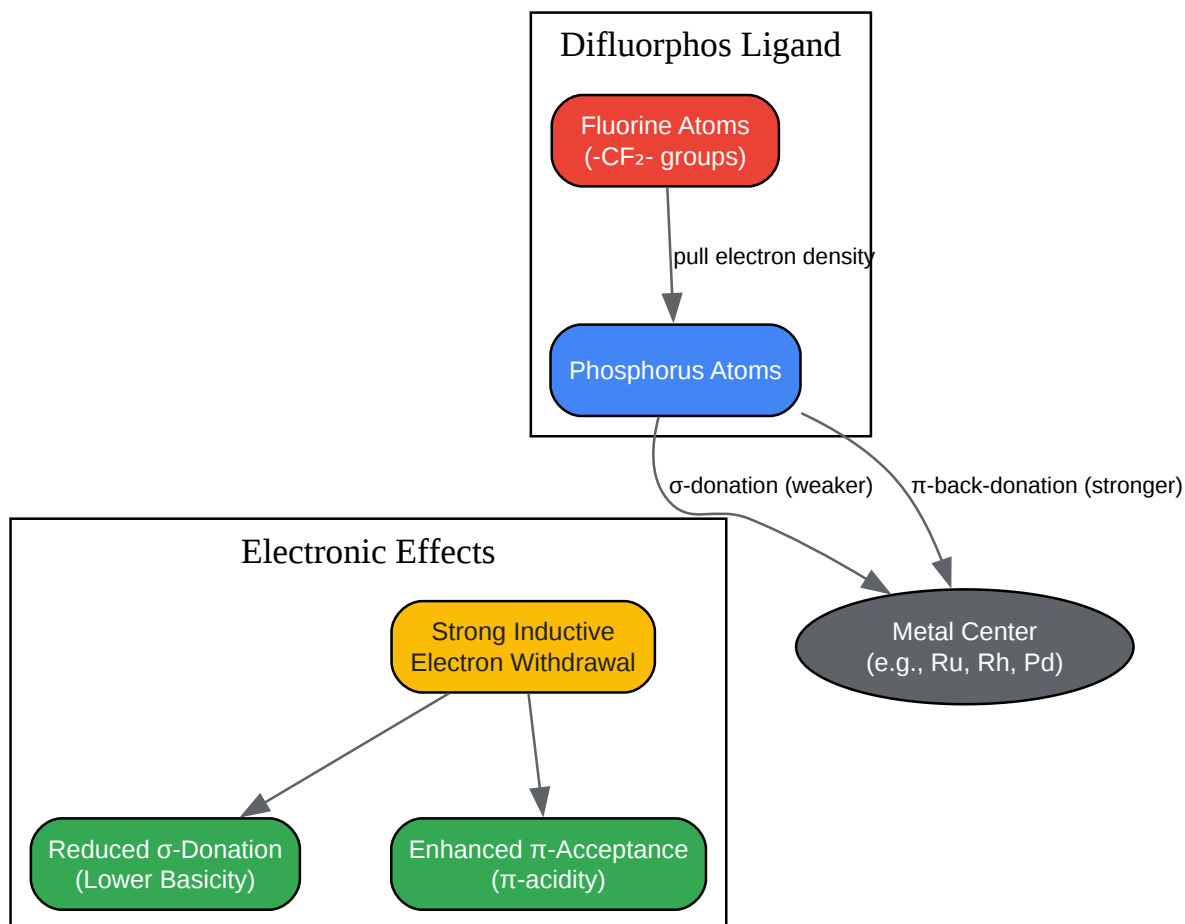 Difluorphos Ligand
Fluorine Atoms
(-CF₂- groups)
pull electron density
Phosphorus Atoms
σ-donation (weaker)
π-back-donation (stronger)
Electronic Effects
Strong Inductive
Electron Withdrawal
Metal Center
(e.g., Ru, Rh, Pd)
Reduced σ-Donation
(Lower Basicity)
Enhanced π-Acceptance
(π-acidity)